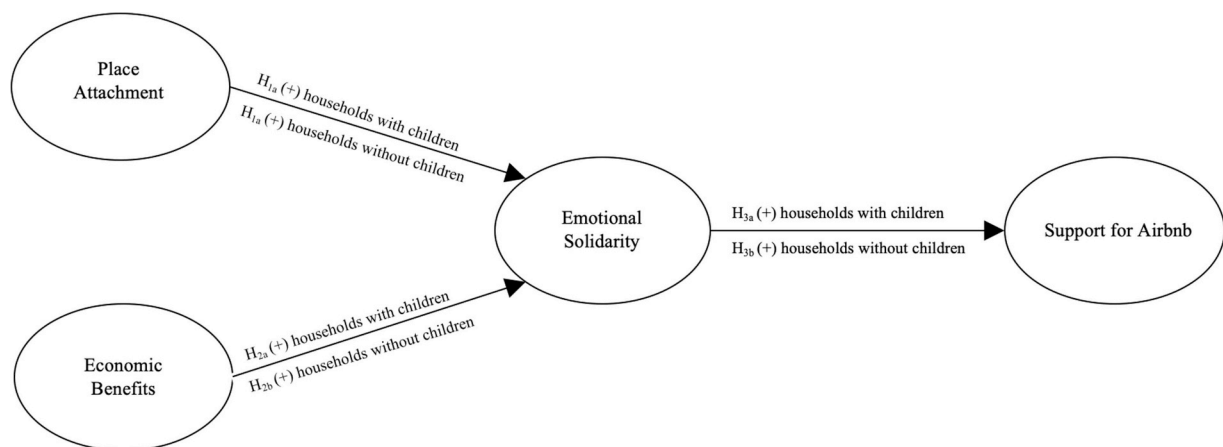 Place
Attachment
H₁ₐ (+) households with children
H₁ₐ (+) households without children
Emotional
Solidarity
H₃ₐ (+) households with children
H₃b (+) households without children
Support for Airbnb
H₂ₐ (+) households with children
H₂b (+) households without children
Economic
Benefits